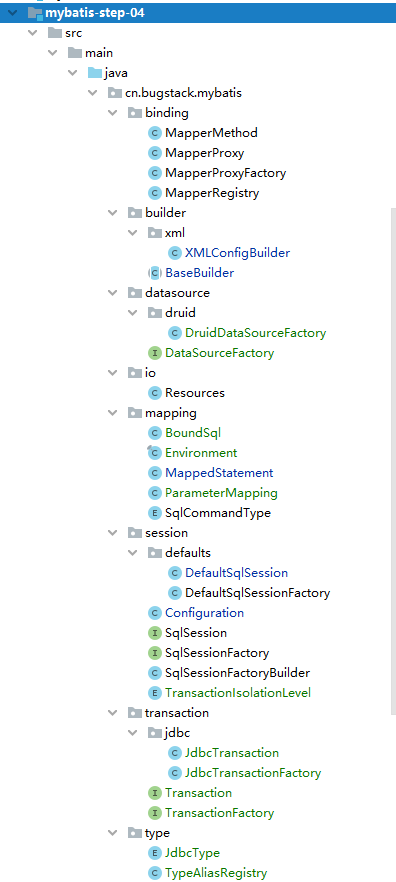 mybatis-step-04
src
main
java
cn.bugstack.mybatis
binding
MapperMethod
MapperProxy
MapperProxyFactory
MapperRegistry
builder
xml
XMLConfigBuilder
BaseBuilder
datasource
druid
DruidDataSourceFactory
DataSourceFactory
io
Resources
mapping
BoundSql
Environment
MappedStatement
ParameterMapping
SqlCommandType
session
defaults
DefaultSqlSession
DefaultSqlSessionFactory
Configuration
SqlSession
SqlSessionFactory
SqlSessionFactoryBuilder
TransactionIsolationLevel
transaction
jdbc
JdbcTransaction
JdbcTransactionFactory
Transaction
TransactionFactory
type
JdbcType
TypeAliasRegistry